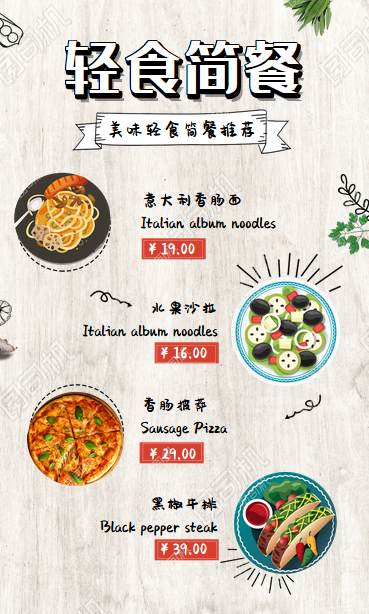 轻食简餐
美味轻食简餐推荐
意大利香肠面
Italian album noodles
¥ 19.00
水果沙拉
Italian album noodles
¥ 16.00
香肠披萨
Sausage Pizza
¥ 29.00
黑椒牛排
Black pepper steak
¥ 39.00